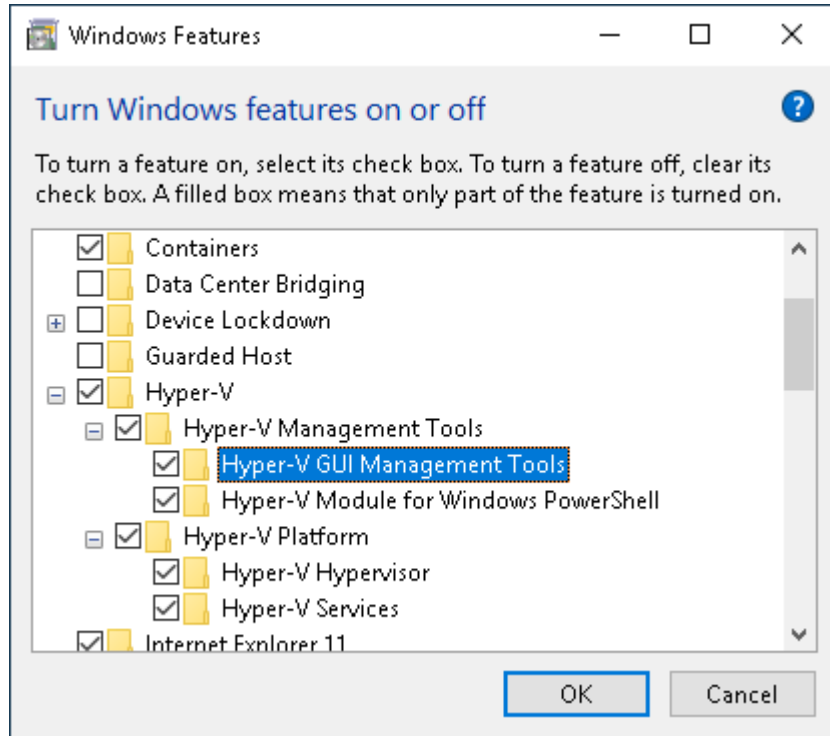 Windows Features
Turn Windows features on or off
To turn a feature on, select its check box. To turn a feature off, clear its
check box. A filled box means that only part of the feature is turned on.
Containers
Data Center Bridging
Device Lockdown
Guarded Host
Hyper-V
Hyper-V Management Tools
Hyper-V GUI Management Tools
Hyper-V Module for Windows PowerShell
Hyper-V Platform
Hyper-V Hypervisor
Hyper-V Services
Internet Explorer 11
OK Cancel